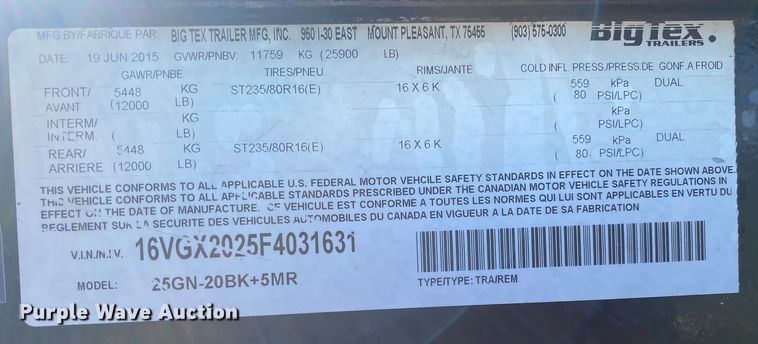 MFG BY/FABRIQUE PAR: BIG TEX TRAILER MFG, INC. 950 I-30 EAST MOUNT PLEASANT, TX 75455 (903) 575-0300 BigTex.
TRAILERS
DATE: 19 JUN 2015 GVWR/PNBV: 11759 KG (25900 LB)
GAWR/PNBE TIRES/PNEU. RIMS/JANTE COLD INFL. PRESS/PRESS.DE GONF.A FROID
FRONT/ 5448 KG ST235/80R16(E) 16 X 6 K 559 kPa DUAL
AVANT (12000 LB) ( 80 PSI/LPC)
INTERM/ KG kPa
INTERM. ( LB) ( PSI/LPC)
REAR/ 5448 KG ST235/80R16(E) 16 X 6 K 559 kPa DUAL
ARRIERE (12000 LB) ( 80 PSI/LPC)
THIS VEHICLE CONFORMS TO ALL APPLICABLE U.S. FEDERAL MOTOR VEHCILE SAFETY STANDARDS IN EFFECT ON THE DATE SHOWN ABOVE.
THIS VEHICLE CONFORMS TO ALL APPLICABLE STANDARDS PRESCRIBED UNDER THE CANADIAN MOTOR VEHICLE SAFETY REGULATIONS IN
EFFECT ON THE DATE OF MANUFACTURE. CE VEHICULE EST CONFORME A TOUTES LES NORMES QUI LUI SONT APPLICABLES EN VERTU DU
REGLEMENT SUR LA SECURITE DES VEHICULES AUTOMOBILES DU CANADA EN VIGUEUR A LA DATE DE SA FABRICATION
V.I.N./N.I.V. 16VGX2025F4031631
MODEL: 25GN-20BK+5MR TYPE/TYPE: TRA/REM
Purple Wave Auction